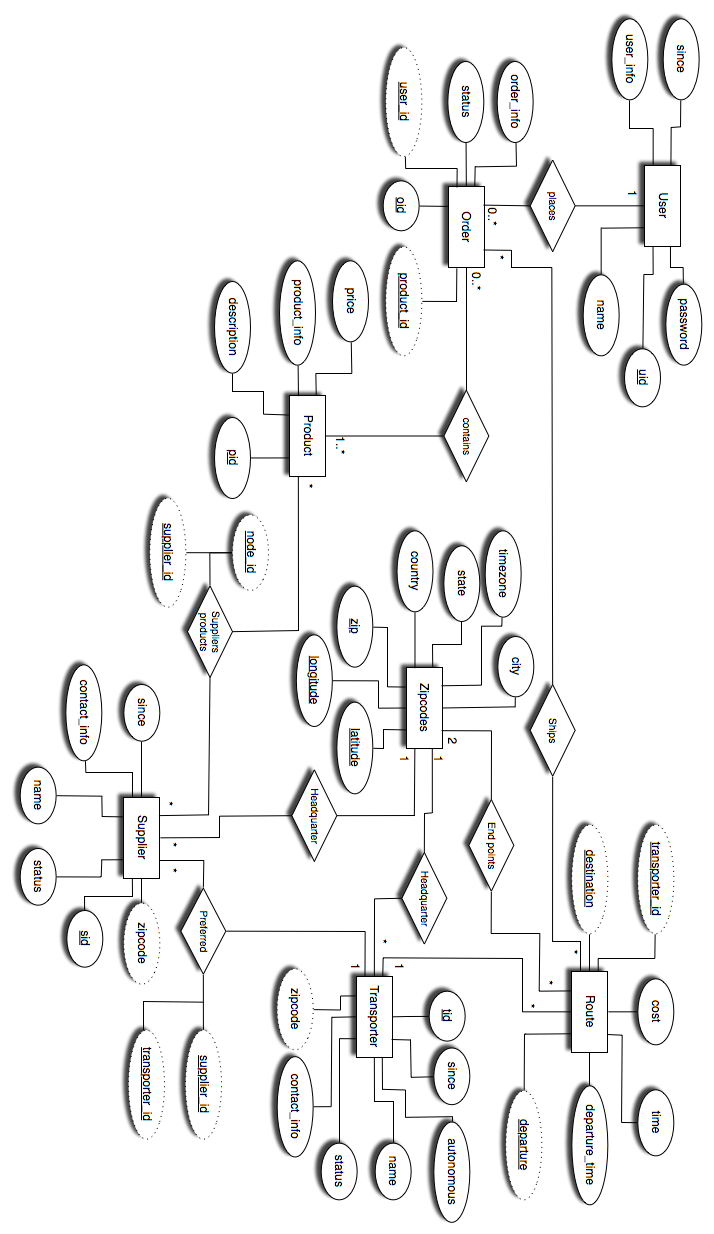 since
user_info
User
password
uid
name
1
places
0..*
order_info
status
user_id
Order
oid
product_id
*
0..*
contains
1..*
price
product_info
description
Product
pid
*
node_id
supplier_id
Suppliers
products
*
timezone
state
country
zip
city
Zipcodes
longitude
latitude
2
1
1
Ships
*
End points
*
Headquarter
*
Headquarter
*
transporter_id
destination
Route
cost
time
departure_time
departure
*
1
Transporter
tid
since
autonomous
name
status
contact_info
zipcode
1
Preferred
*
supplier_id
transporter_id
since
contact_info
name
Supplier
status
sid
zipcode